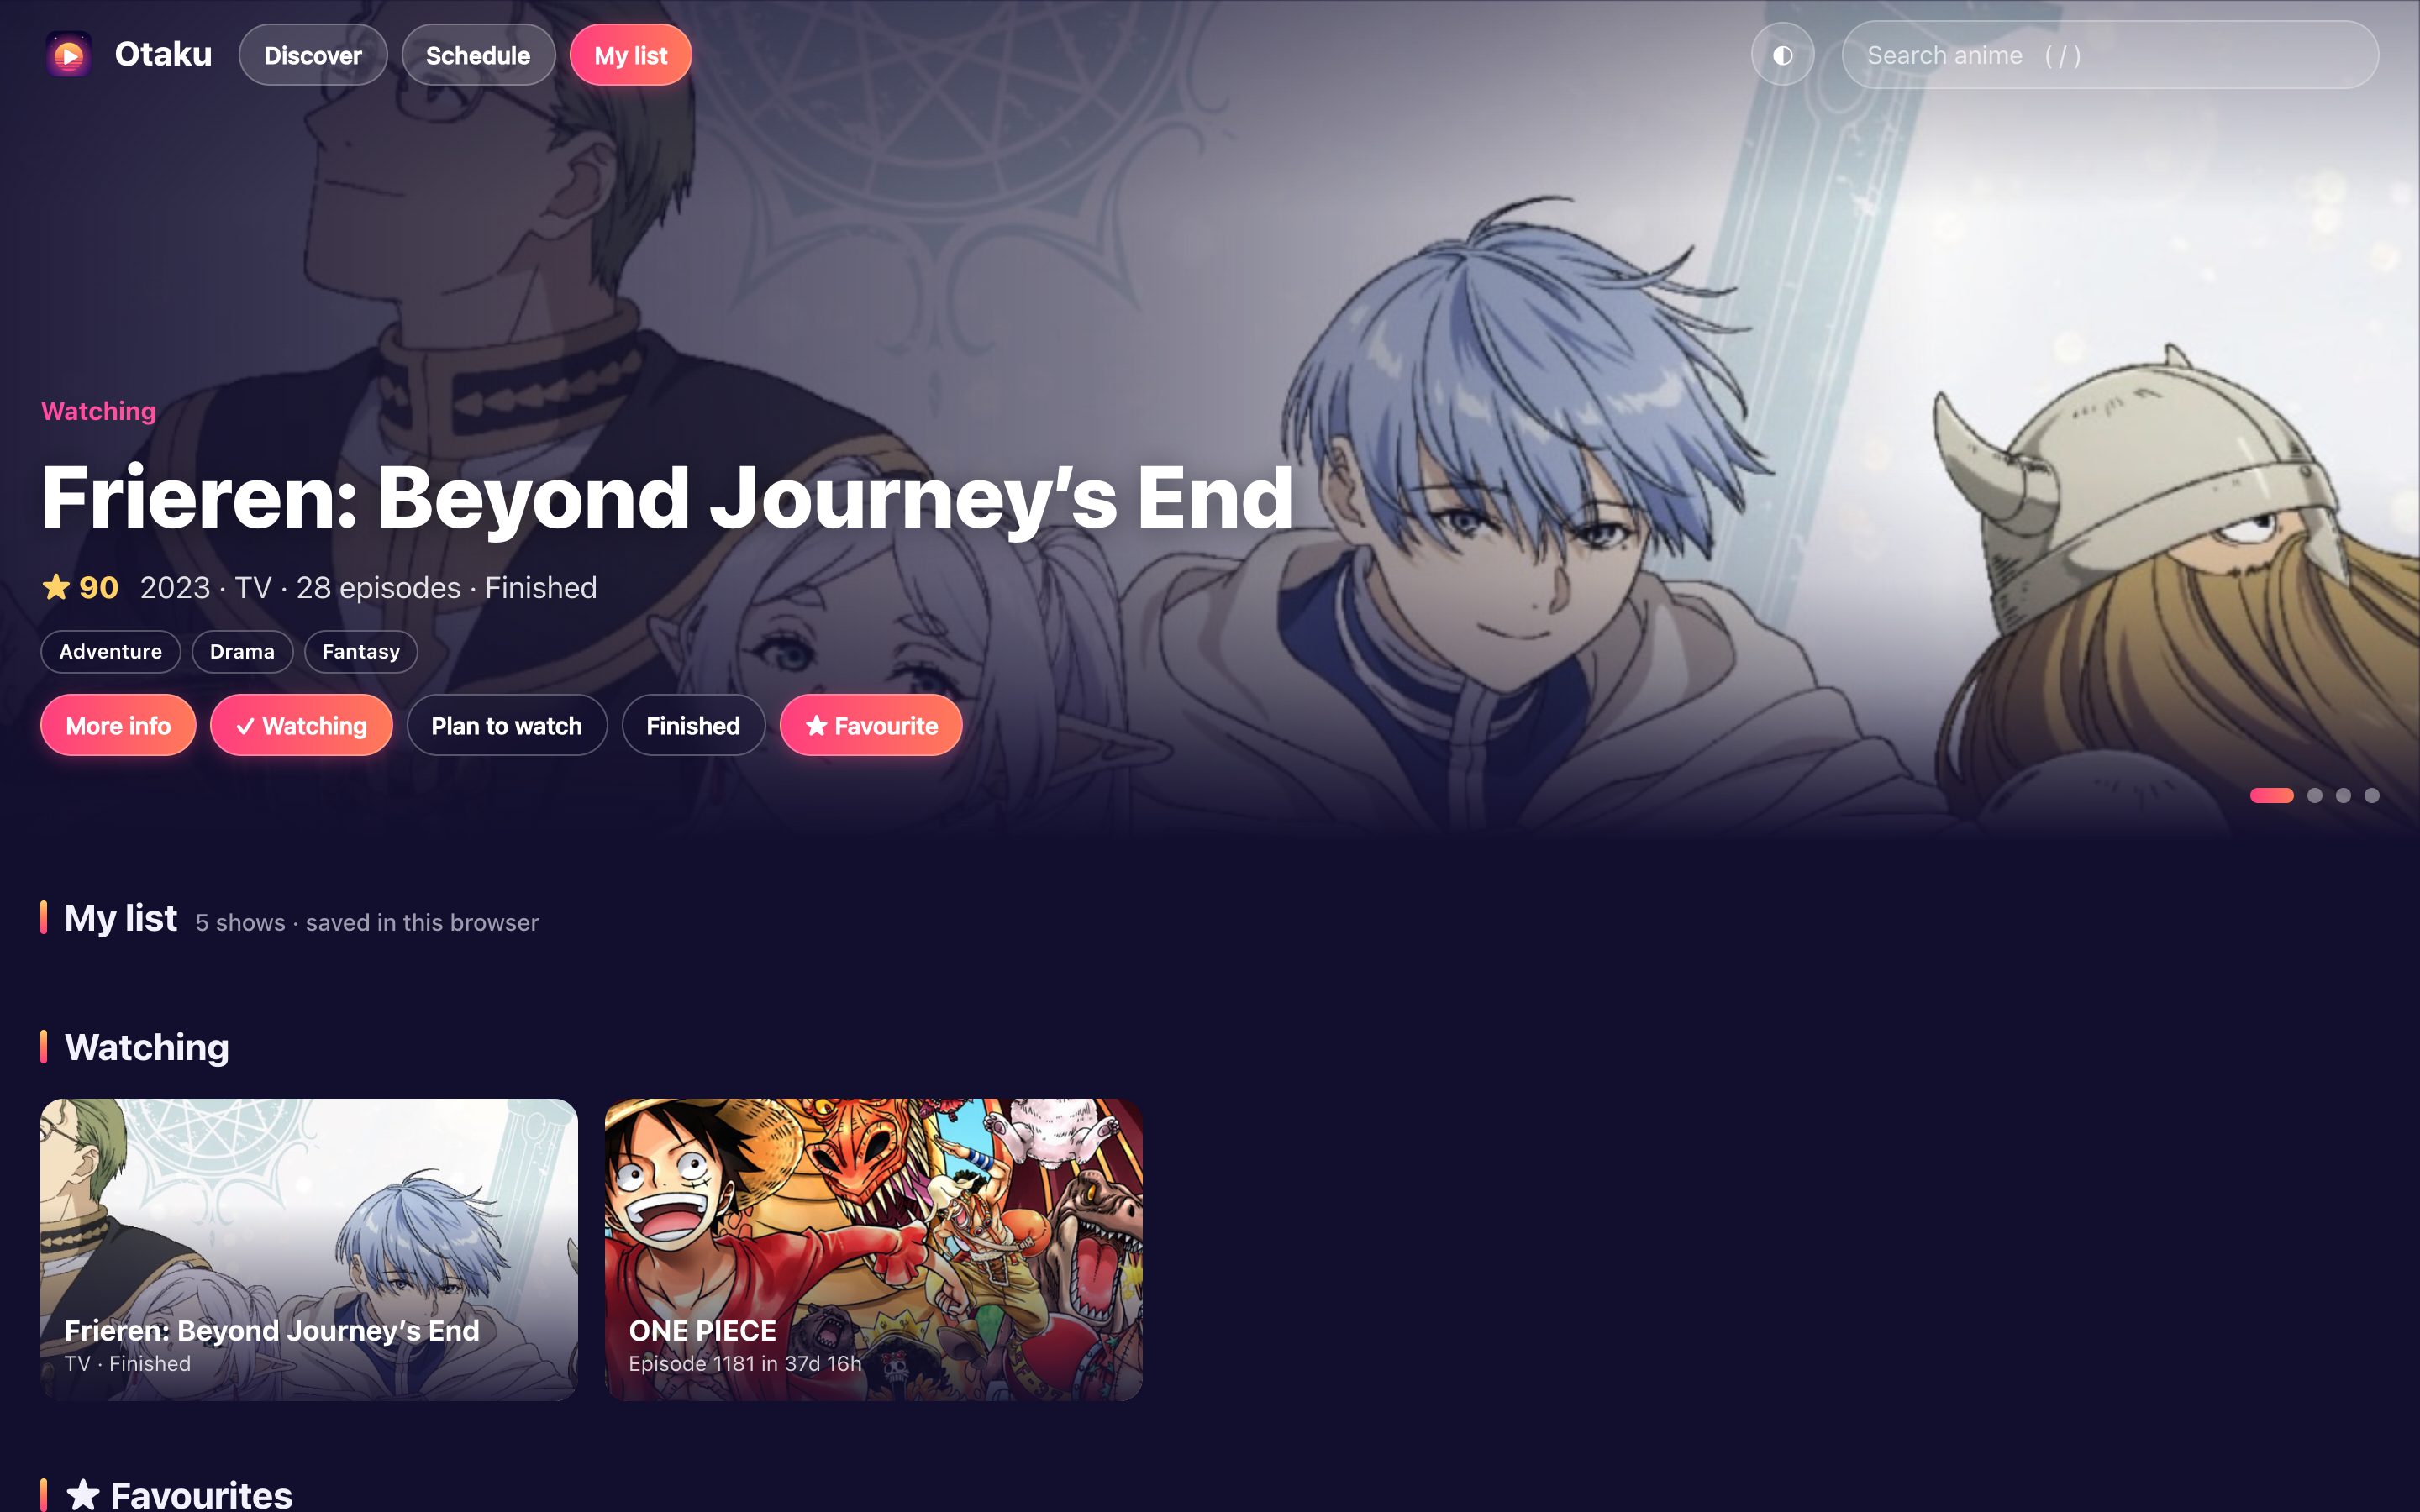 Otaku Discover Schedule My list Search anime ( / )
Watching
Frieren: Beyond Journey’s End
★ 90 2023 · TV · 28 episodes · Finished
Adventure Drama Fantasy
More info ✓ Watching Plan to watch Finished ★ Favourite
My list 5 shows · saved in this browser
Watching
Frieren: Beyond Journey’s End
TV · Finished
ONE PIECE
Episode 1181 in 37d 16h
★ Favourites